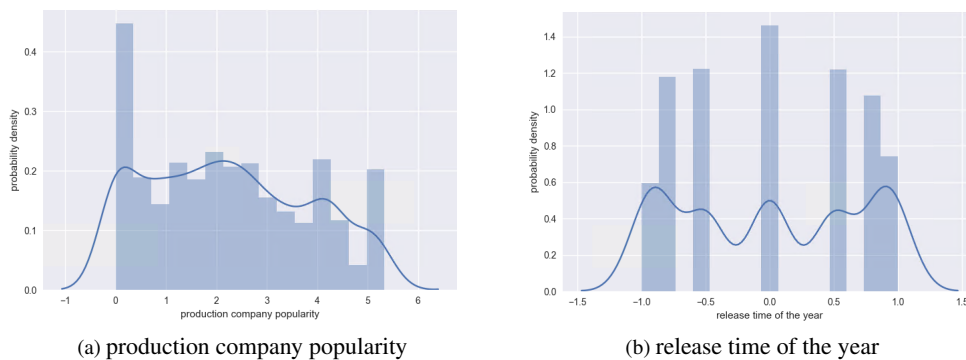 0.4
0.3
0.2
0.1
0.0
probability density
−1 0 1 2 3 4 5 6
production company popularity
(a) production company popularity
1.4
1.2
1.0
0.8
0.6
0.4
0.2
0.0
probability density
−1.5 −1.0 −0.5 0.0 0.5 1.0 1.5
release time of the year
(b) release time of the year